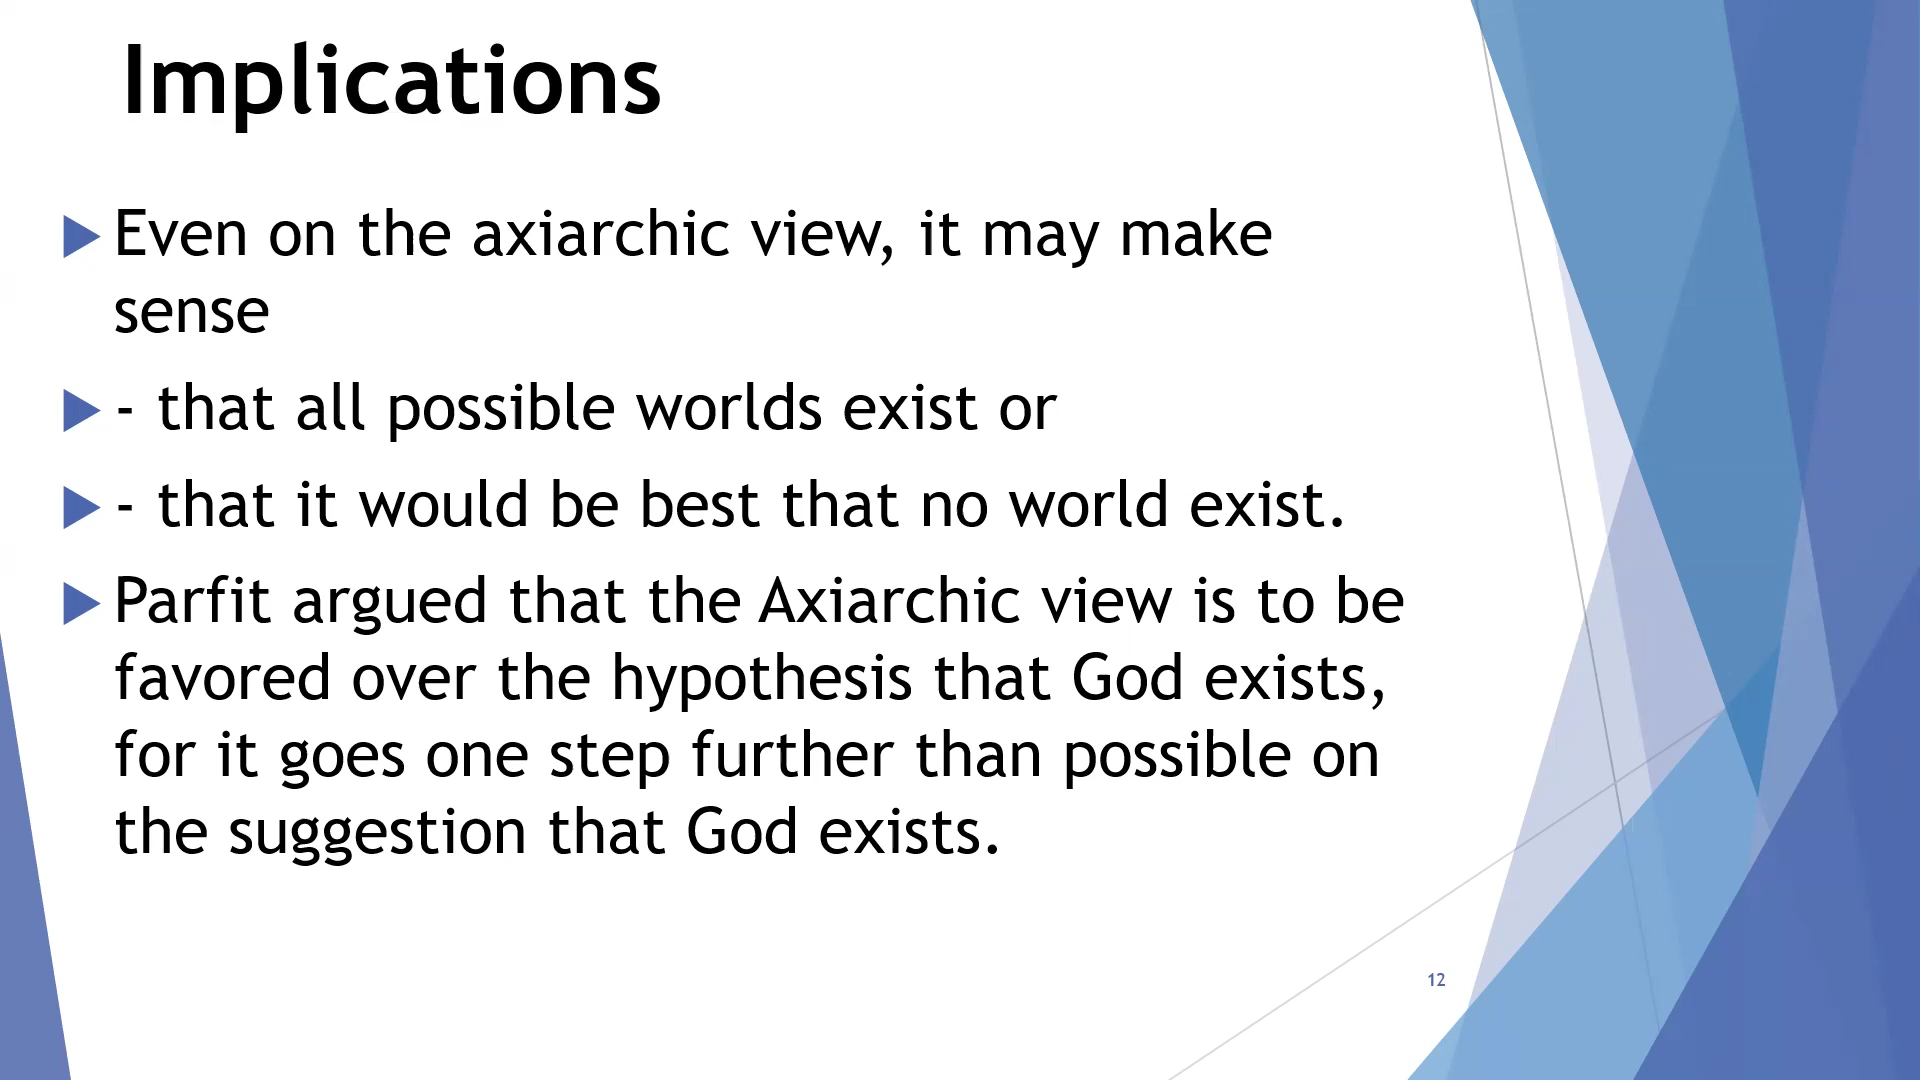 Implications
Even on the axiarchic view, it may make
sense
- that all possible worlds exist or
- that it would be best that no world exist.
Parfit argued that the Axiarchic view is to be
favored over the hypothesis that God exists,
for it goes one step further than possible on
the suggestion that God exists.
12